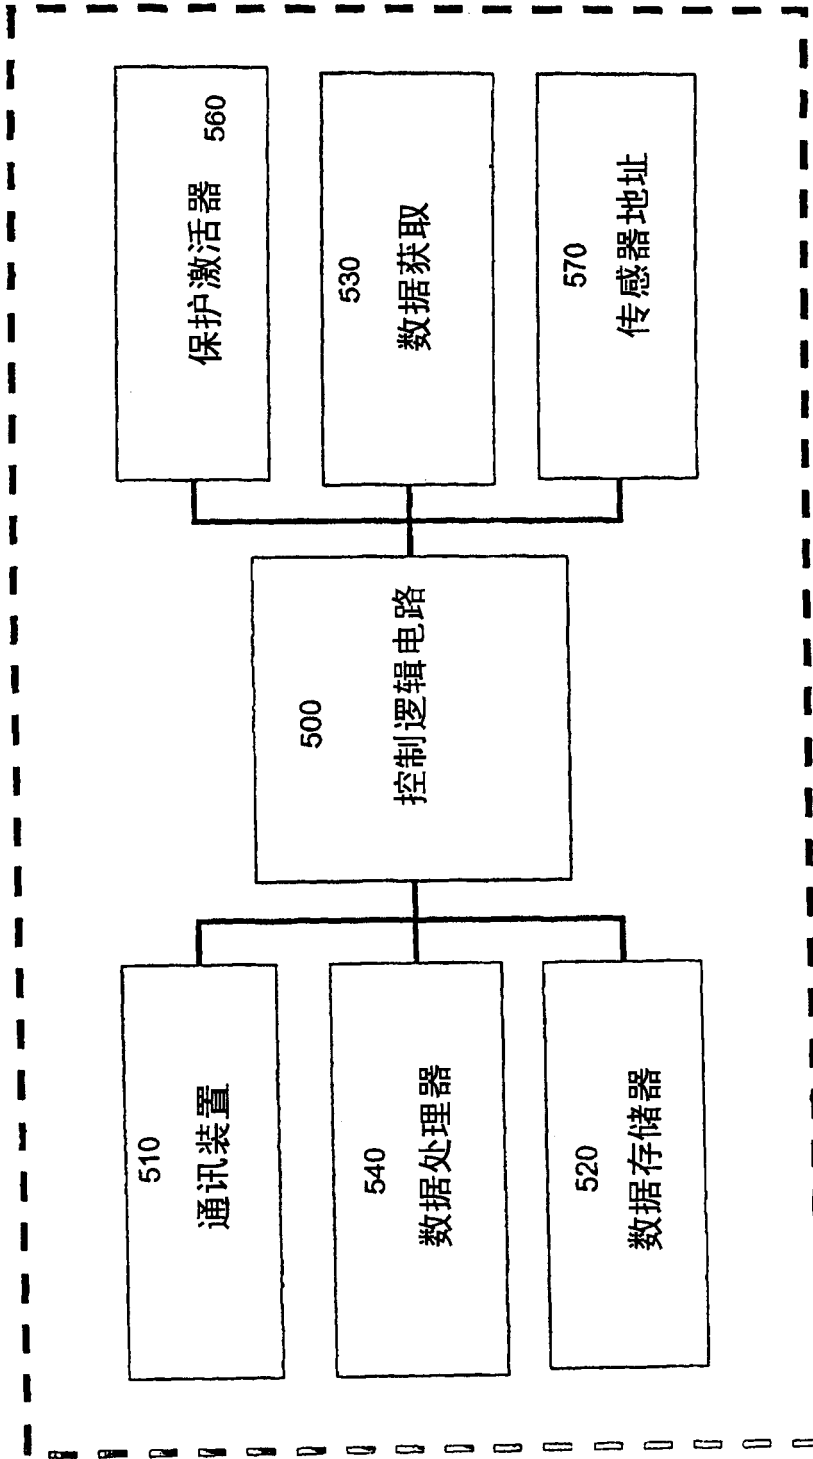 510
通讯装置
540
数据处理器
520
数据存储器
500
控制逻辑电路
560
保护激活器
530
数据获取
570
传感器地址